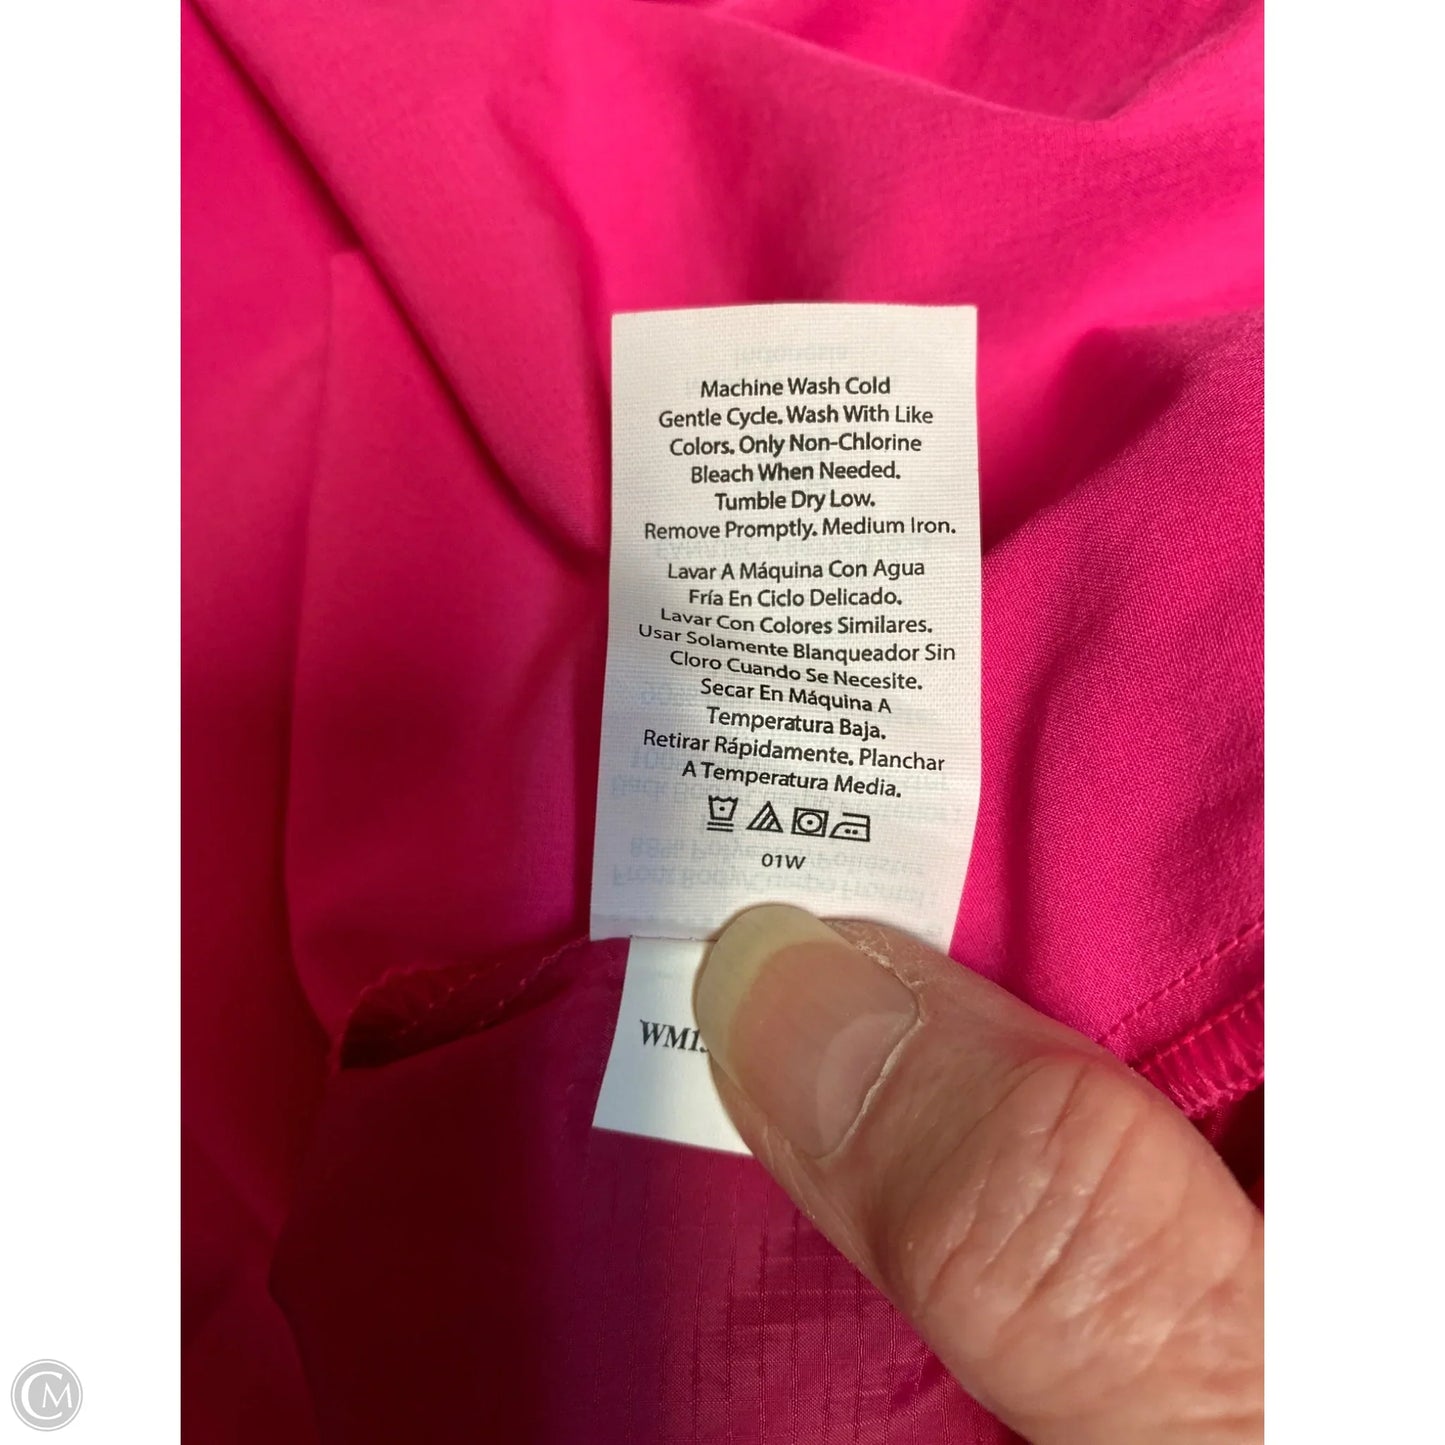 Machine Wash Cold
Gentle Cycle. Wash With Like
Colors. Only Non-Chlorine
Bleach When Needed.
Tumble Dry Low.
Remove Promptly. Medium Iron.
Lavar A Máquina Con Agua
Fría En Ciclo Delicado.
Lavar Con Colores Similares.
Usar Solamente Blanqueador Sin
Cloro Cuando Se Necesite.
Secar En Máquina A
Temperatura Baja.
Retirar Rápidamente. Planchar
A Temperatura Media.
01W
CM